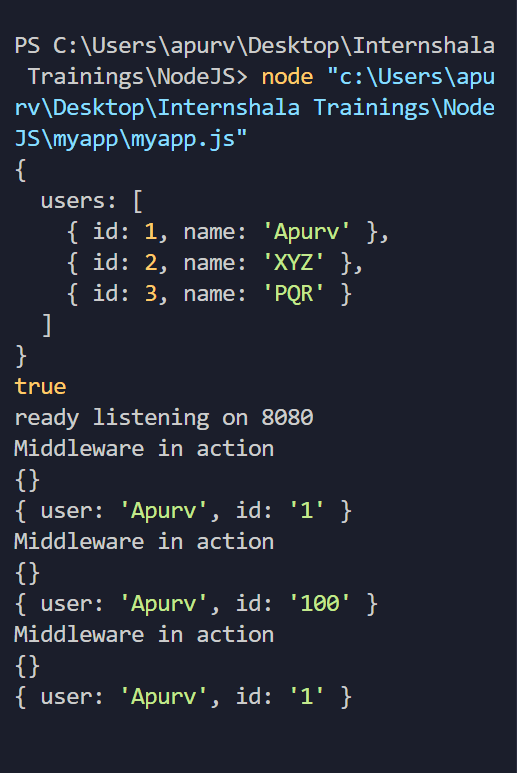 PS C:\Users\apurv\Desktop\Internshala
 Trainings\NodeJS> node "c:\Users\apu
rv\Desktop\Internshala Trainings\Node
JS\myapp\myapp.js"
{
  users: [
    { id: 1, name: 'Apurv' },
    { id: 2, name: 'XYZ' },
    { id: 3, name: 'PQR' }
  ]
}
true
ready listening on 8080
Middleware in action
{}
{ user: 'Apurv', id: '1' }
Middleware in action
{}
{ user: 'Apurv', id: '100' }
Middleware in action
{}
{ user: 'Apurv', id: '1' }